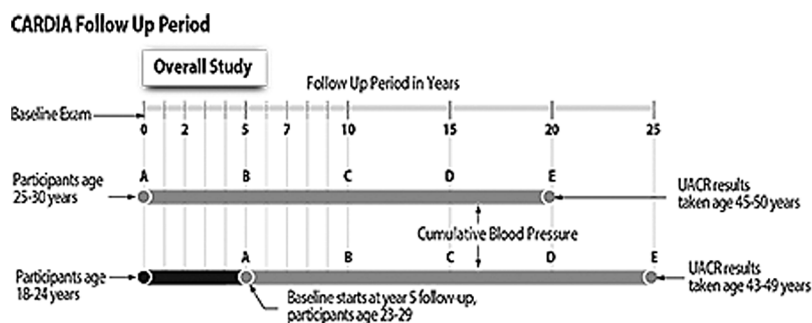 CARDIA Follow Up Period
Overall Study
Follow Up Period in Years
Baseline Exam
0 2 5 7 10 15 20 25
A B C D E
Participants age
25-30 years
UACR results
taken age 45-50 years
Cumulative Blood Pressure
A B C D E
Participants age
18-24 years
UACR results
taken age 43-49 years
Baseline starts at year 5 follow-up,
participants age 23-29